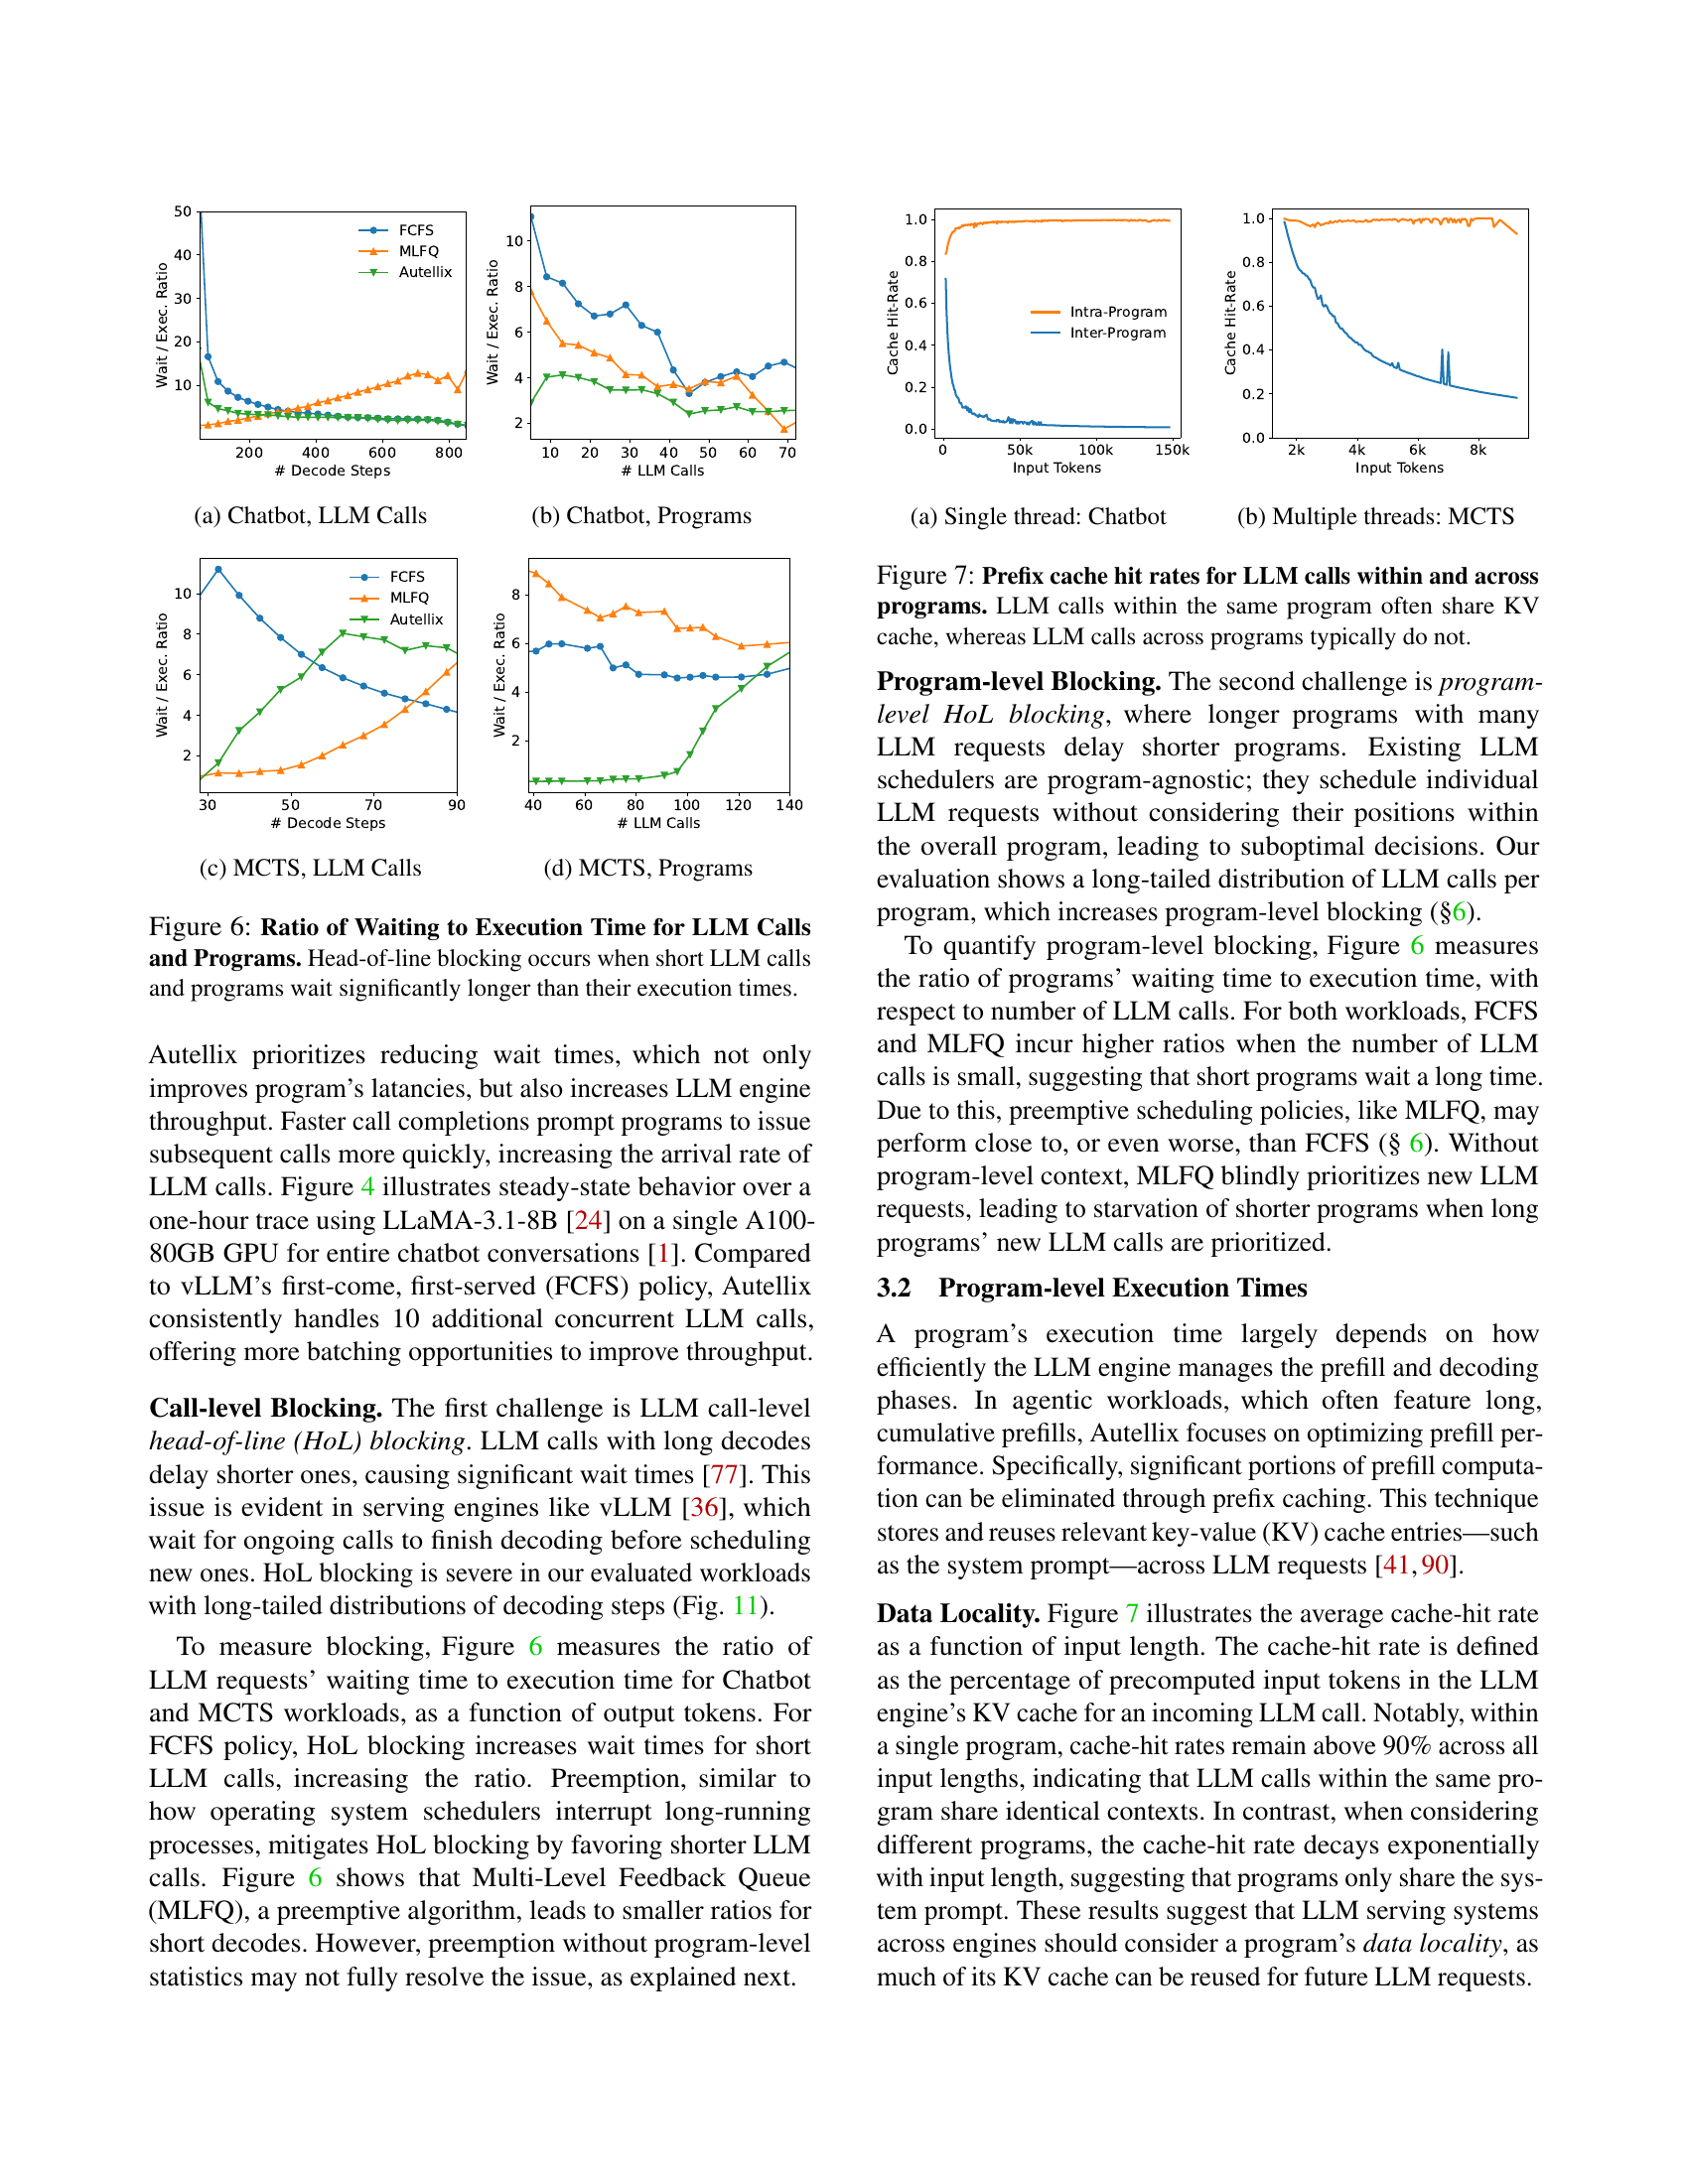 50
40
30
20
10
Wait / Exec. Ratio
FCFS
MLFQ
Autellix
200 400 600 800
# Decode Steps
(a) Chatbot, LLM Calls
10
8
6
4
2
Wait / Exec. Ratio
10 20 30 40 50 60 70
# LLM Calls
(b) Chatbot, Programs
10
8
6
4
2
Wait / Exec. Ratio
FCFS
MLFQ
Autellix
30 50 70 90
# Decode Steps
(c) MCTS, LLM Calls
8
6
4
2
Wait / Exec. Ratio
40 60 80 100 120 140
# LLM Calls
(d) MCTS, Programs
Figure 6: Ratio of Waiting to Execution Time for LLM Calls
and Programs. Head-of-line blocking occurs when short LLM calls
and programs wait significantly longer than their execution times.
Autellix prioritizes reducing wait times, which not only
improves program's latancies, but also increases LLM engine
throughput. Faster call completions prompt programs to issue
subsequent calls more quickly, increasing the arrival rate of
LLM calls. Figure 4 illustrates steady-state behavior over a
one-hour trace using LLaMA-3.1-8B [24] on a single A100-
80GB GPU for entire chatbot conversations [1]. Compared
to vLLM's first-come, first-served (FCFS) policy, Autellix
consistently handles 10 additional concurrent LLM calls,
offering more batching opportunities to improve throughput.
Call-level Blocking. The first challenge is LLM call-level
head-of-line (HoL) blocking. LLM calls with long decodes
delay shorter ones, causing significant wait times [77]. This
issue is evident in serving engines like vLLM [36], which
wait for ongoing calls to finish decoding before scheduling
new ones. HoL blocking is severe in our evaluated workloads
with long-tailed distributions of decoding steps (Fig. 11).
To measure blocking, Figure 6 measures the ratio of
LLM requests' waiting time to execution time for Chatbot
and MCTS workloads, as a function of output tokens. For
FCFS policy, HoL blocking increases wait times for short
LLM calls, increasing the ratio. Preemption, similar to
how operating system schedulers interrupt long-running
processes, mitigates HoL blocking by favoring shorter LLM
calls. Figure 6 shows that Multi-Level Feedback Queue
(MLFQ), a preemptive algorithm, leads to smaller ratios for
short decodes. However, preemption without program-level
statistics may not fully resolve the issue, as explained next.
1.0
0.8
0.6
0.4
0.2
0.0
Cache Hit-Rate
Intra-Program
Inter-Program
0 50k 100k 150k
Input Tokens
(a) Single thread: Chatbot
1.0
0.8
0.6
0.4
0.2
0.0
Cache Hit-Rate
2k 4k 6k 8k
Input Tokens
(b) Multiple threads: MCTS
Figure 7: Prefix cache hit rates for LLM calls within and across
programs. LLM calls within the same program often share KV
cache, whereas LLM calls across programs typically do not.
Program-level Blocking. The second challenge is program-
level HoL blocking, where longer programs with many
LLM requests delay shorter programs. Existing LLM
schedulers are program-agnostic; they schedule individual
LLM requests without considering their positions within
the overall program, leading to suboptimal decisions. Our
evaluation shows a long-tailed distribution of LLM calls per
program, which increases program-level blocking (§6).
To quantify program-level blocking, Figure 6 measures
the ratio of programs' waiting time to execution time, with
respect to number of LLM calls. For both workloads, FCFS
and MLFQ incur higher ratios when the number of LLM
calls is small, suggesting that short programs wait a long time.
Due to this, preemptive scheduling policies, like MLFQ, may
perform close to, or even worse, than FCFS (§ 6). Without
program-level context, MLFQ blindly prioritizes new LLM
requests, leading to starvation of shorter programs when long
programs' new LLM calls are prioritized.
3.2 Program-level Execution Times
A program's execution time largely depends on how
efficiently the LLM engine manages the prefill and decoding
phases. In agentic workloads, which often feature long,
cumulative prefills, Autellix focuses on optimizing prefill per-
formance. Specifically, significant portions of prefill computa-
tion can be eliminated through prefix caching. This technique
stores and reuses relevant key-value (KV) cache entries—such
as the system prompt—across LLM requests [41, 90].
Data Locality. Figure 7 illustrates the average cache-hit rate
as a function of input length. The cache-hit rate is defined
as the percentage of precomputed input tokens in the LLM
engine's KV cache for an incoming LLM call. Notably, within
a single program, cache-hit rates remain above 90% across all
input lengths, indicating that LLM calls within the same pro-
gram share identical contexts. In contrast, when considering
different programs, the cache-hit rate decays exponentially
with input length, suggesting that programs only share the sys-
tem prompt. These results suggest that LLM serving systems
across engines should consider a program's data locality, as
much of its KV cache can be reused for future LLM requests.